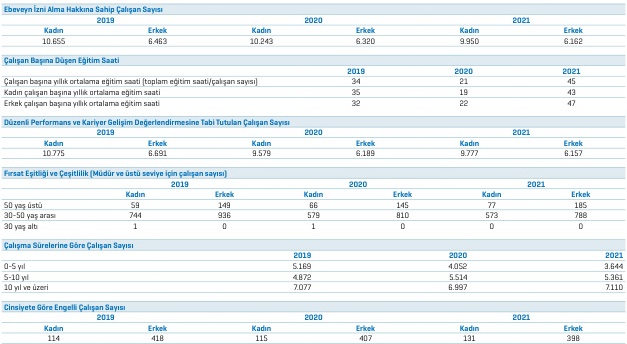 Ebeveyn İzni Alma Hakkına Sahip Çalışan Sayısı
2019 2020 2021
Kadın Erkek Kadın Erkek Kadın Erkek
10.655 6.463 10.243 6.320 9.950 6.162
Çalışan Başına Düşen Eğitim Saati
2019 2020 2021
Çalışan başına yıllık ortalama eğitim saati (toplam eğitim saati/çalışan sayısı) 34 21 45
Kadın çalışan başına yıllık ortalama eğitim saati 35 19 43
Erkek çalışan başına yıllık ortalama eğitim saati 32 22 47
Düzenli Performans ve Kariyer Gelişim Değerlendirmesine Tabi Tutulan Çalışan Sayısı
2019 2020 2021
Kadın Erkek Kadın Erkek Kadın Erkek
10.775 6.691 9.579 6.189 9.777 6.157
Fırsat Eşitliği ve Çeşitlilik (Müdür ve üstü seviye için çalışan sayısı)
2019 2020 2021
Kadın Erkek Kadın Erkek Kadın Erkek
50 yaş üstü 59 149 66 145 77 185
30-50 yaş arası 744 936 579 810 573 788
30 yaş altı 1 0 1 0 0 0
Çalışma Sürelerine Göre Çalışan Sayısı
2019 2020 2021
0-5 yıl 5.169 4.052 3.644
5-10 yıl 4.872 5.514 5.361
10 yıl ve üzeri 7.077 6.997 7.110
Cinsiyete Göre Engelli Çalışan Sayısı
2019 2020 2021
Kadın Erkek Kadın Erkek Kadın Erkek
114 418 115 407 131 398